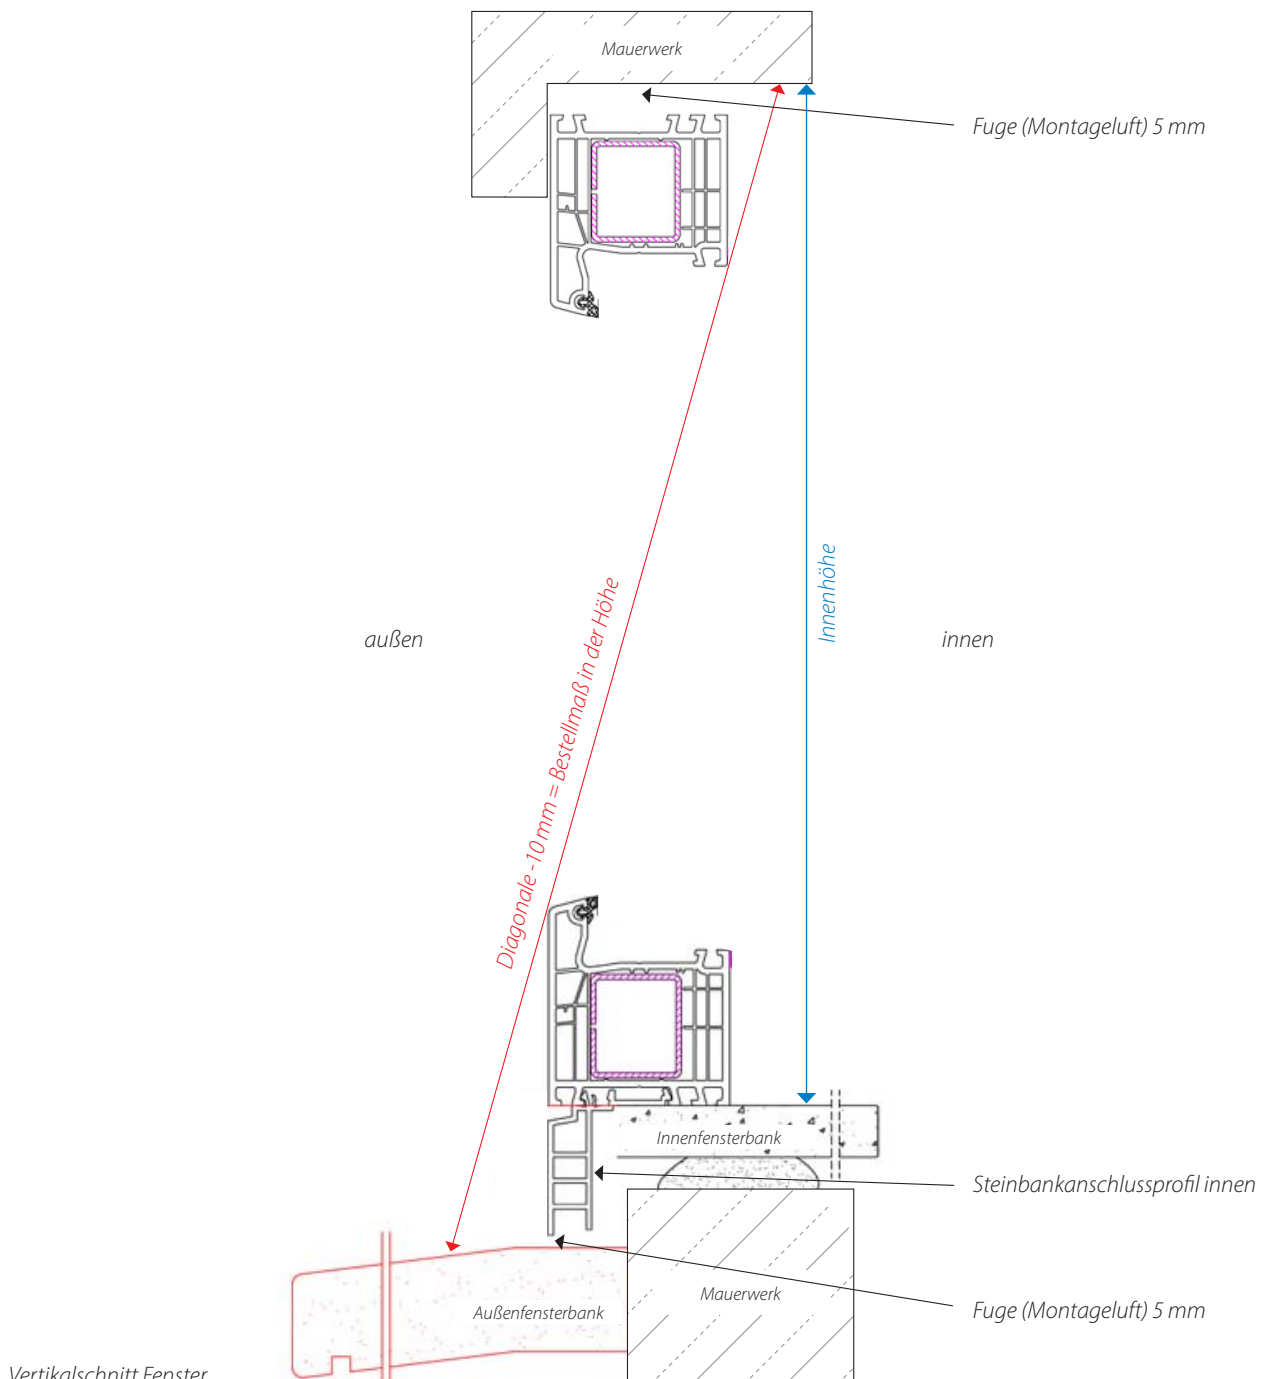 Mauerwerk
Fuge (Montageluft) 5 mm
Diagonale - 10 mm = Bestellmaß in der Höhe
Innenhöhe
außen
innen
Innenfensterbank
Steinbankanschlussprofil innen
Mauerwerk
Außenfensterbank
Fuge (Montageluft) 5 mm
Vertikalschnitt Fenster